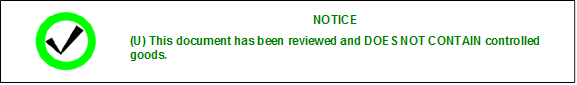 NOTICE
(U) This document has been reviewed and DOES NOT CONTAIN controlled
goods.